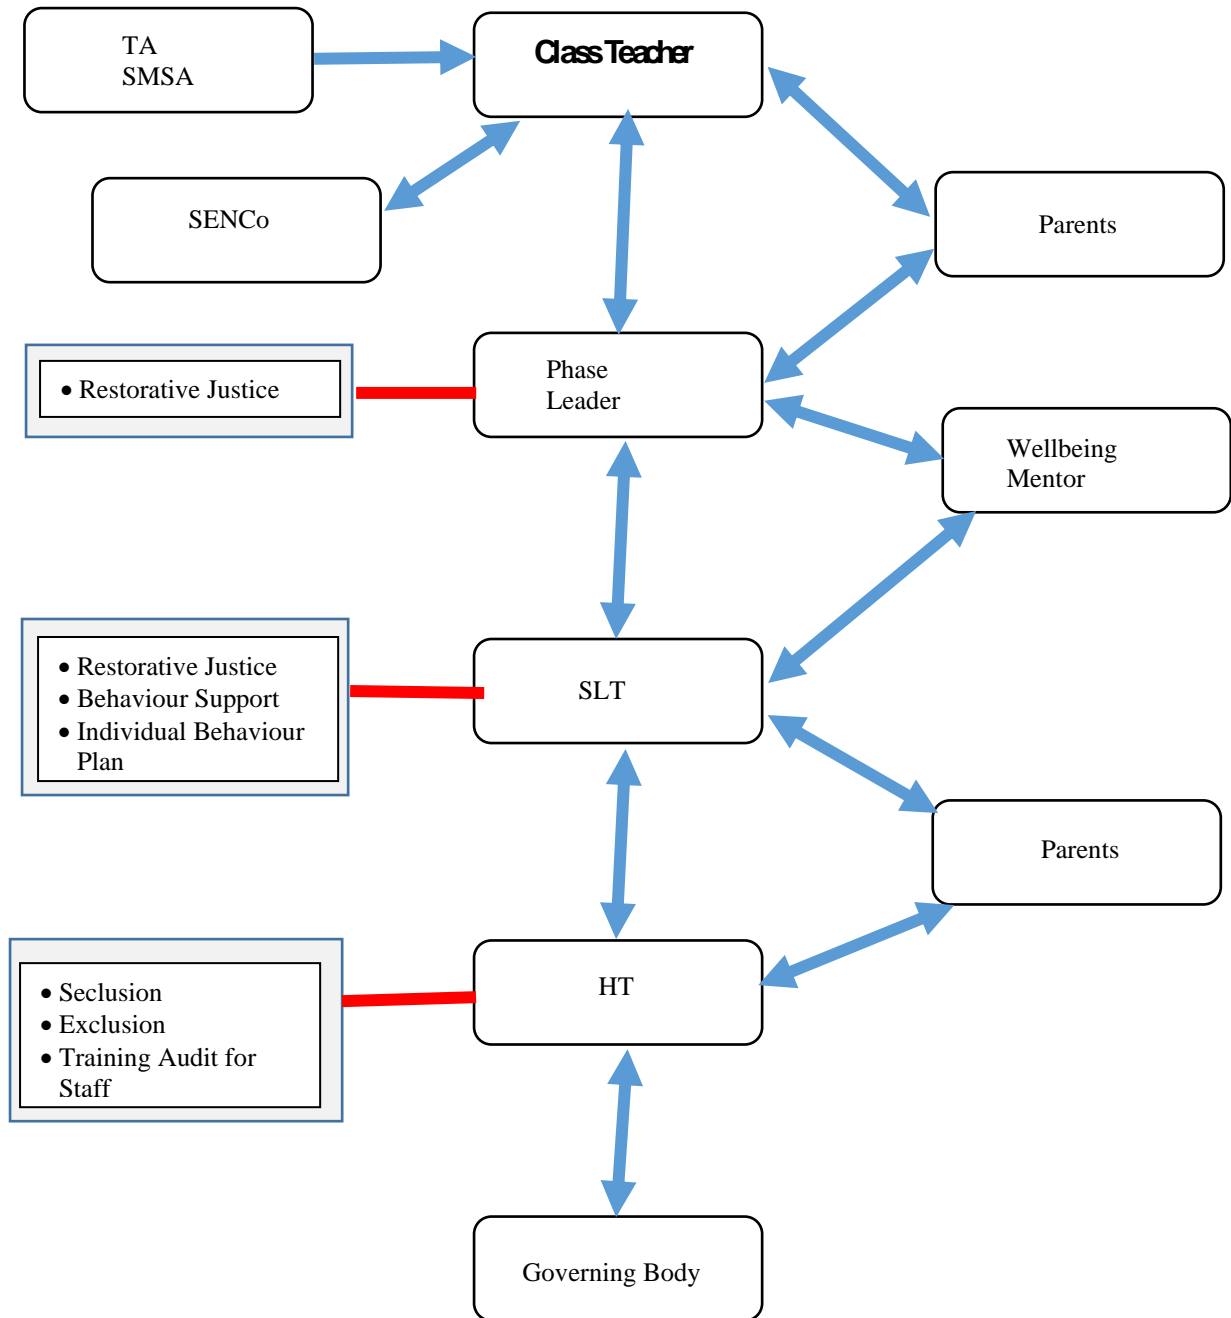 TA
SMSA
Class Teacher
SENCo
Parents
• Restorative Justice
Phase
Leader
Wellbeing
Mentor
• Restorative Justice
• Behaviour Support
• Individual Behaviour
Plan
SLT
Parents
• Seclusion
• Exclusion
• Training Audit for
Staff
HT
Governing Body